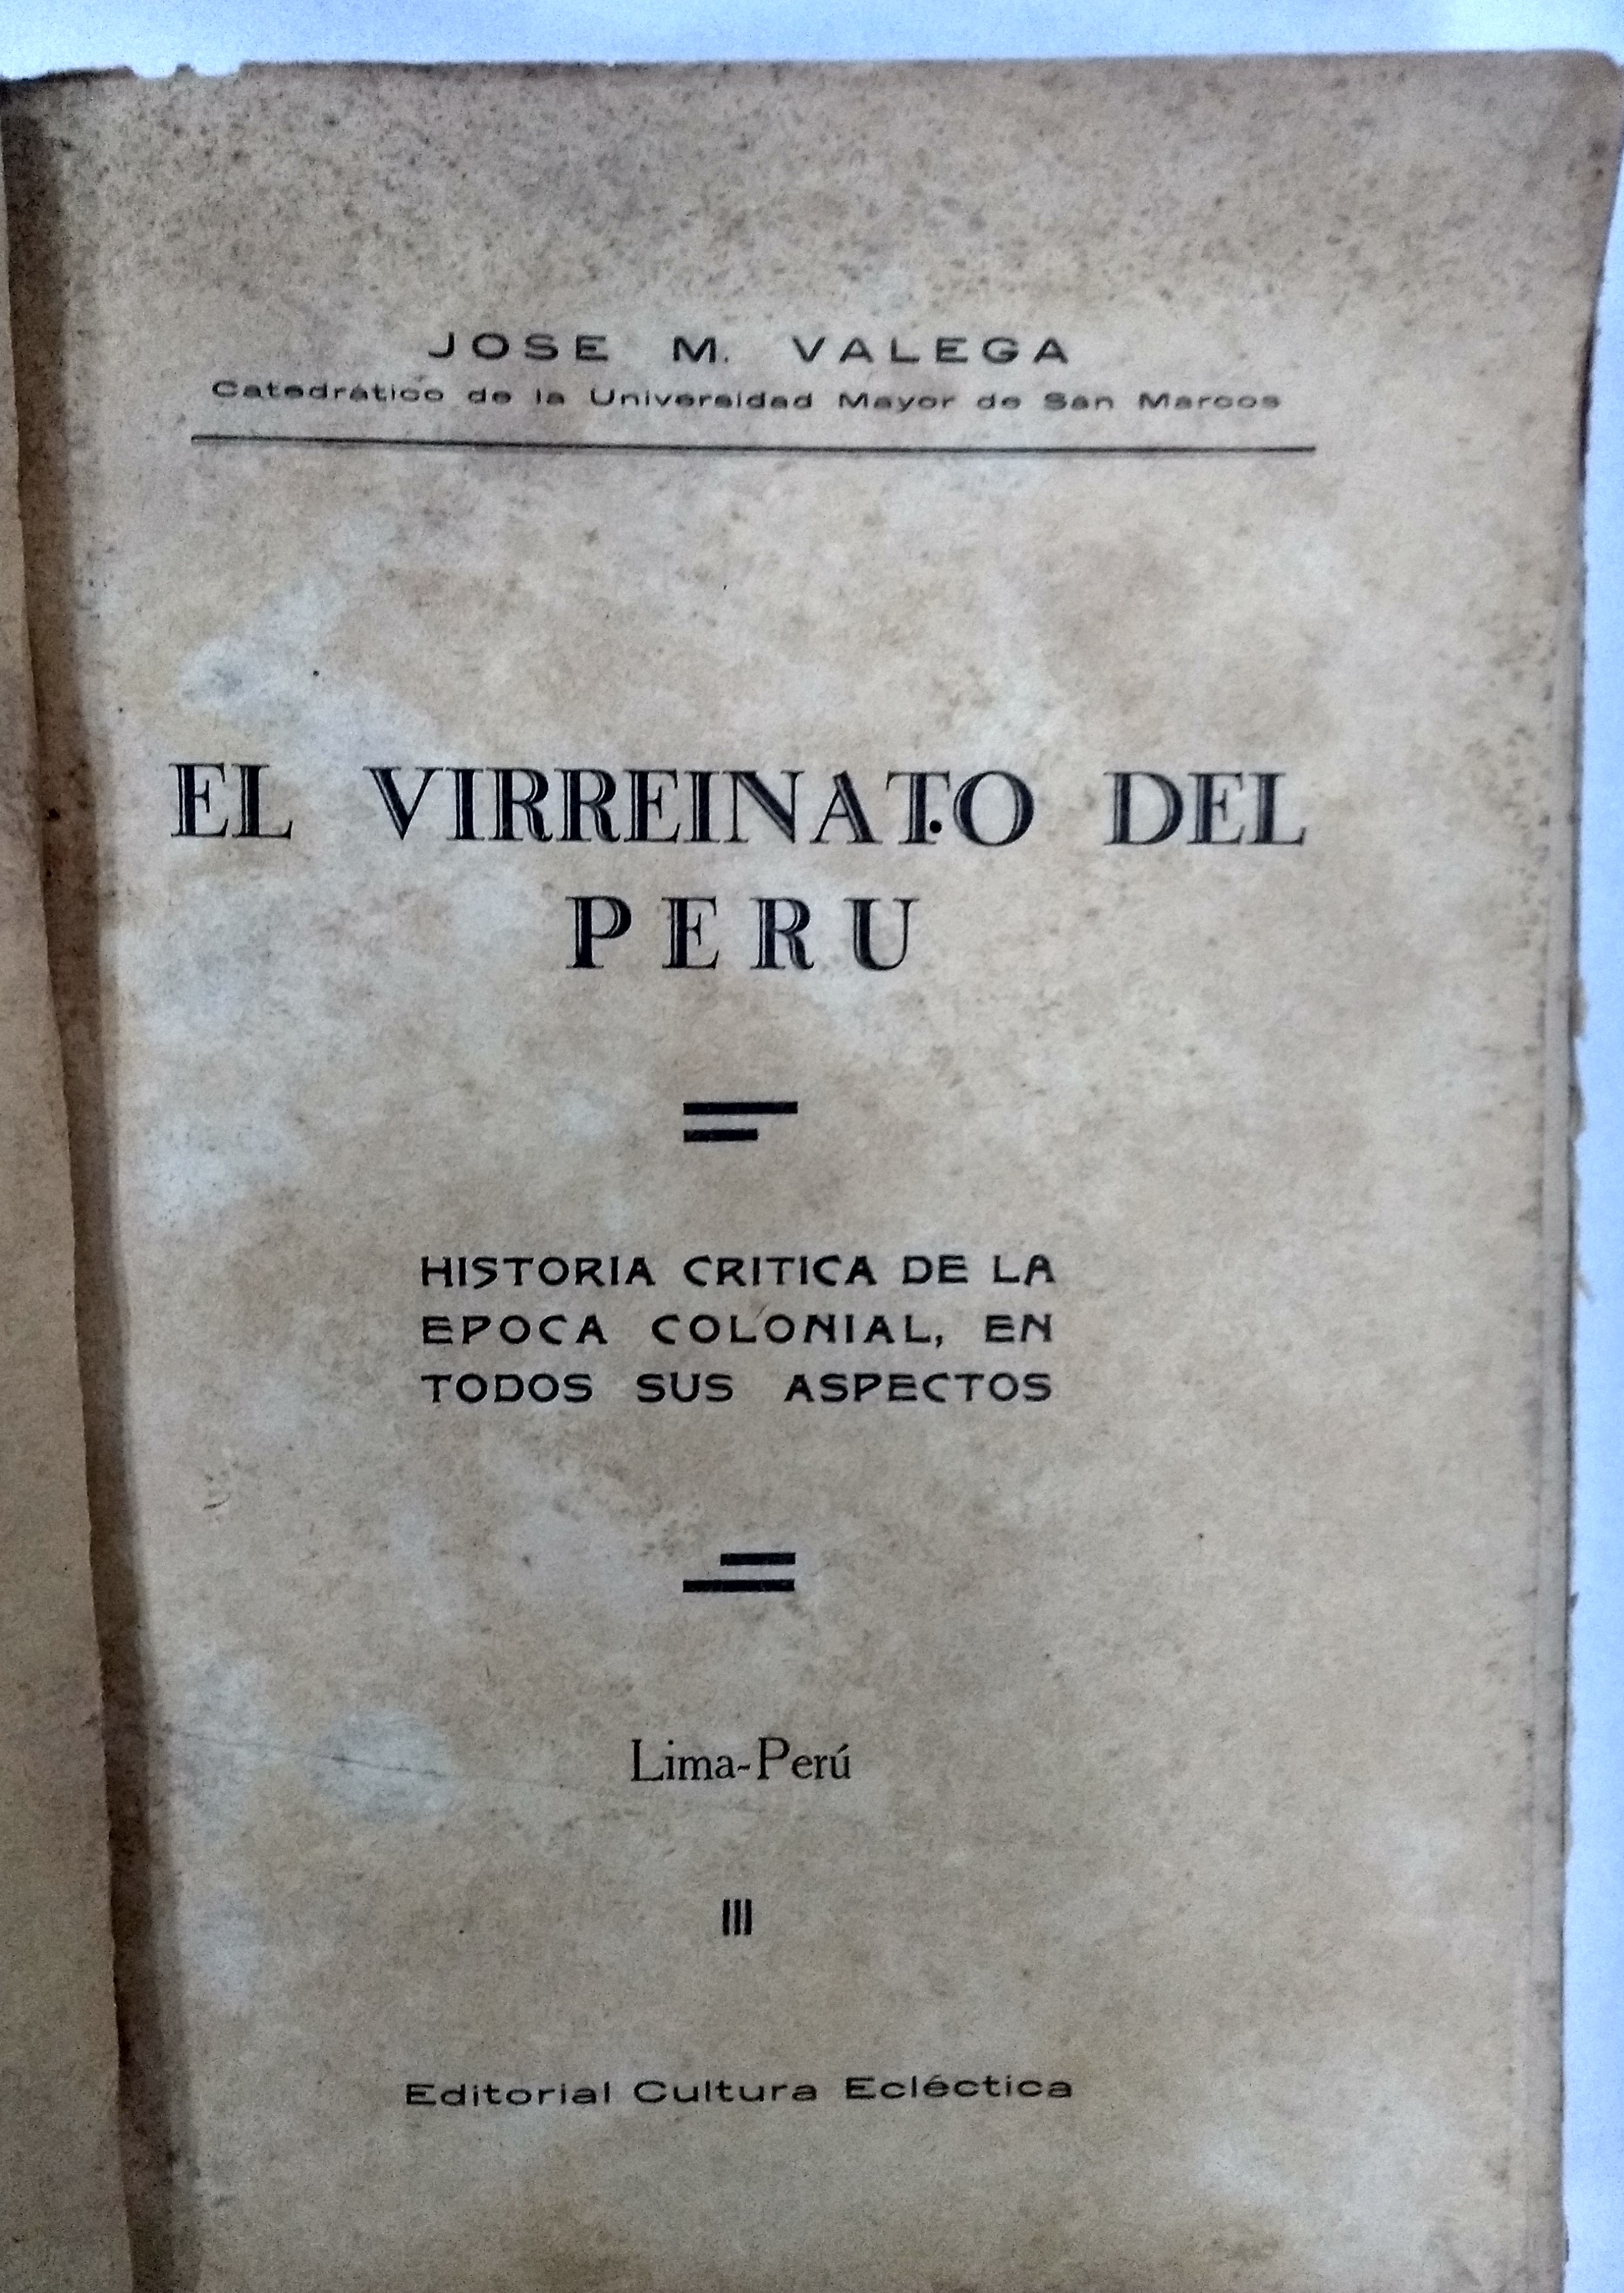 JOSE M. VALEGA
Catedrático de la Universidad Mayor de San Marcos
EL VIRREINATO DEL
PERU
HISTORIA CRITICA DE LA
EPOCA COLONIAL, EN
TODOS SUS ASPECTOS
Lima-Perú
III
Editorial Cultura Ecléctica